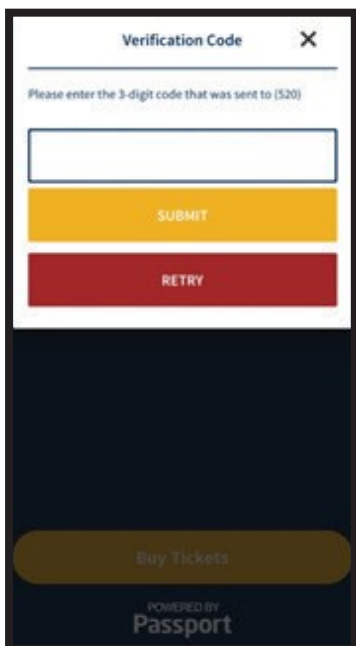 Verification Code X
Please enter the 3-digit code that was sent to (520)
SUBMIT
RETRY
Buy Tickets
POWERED BY
Passport